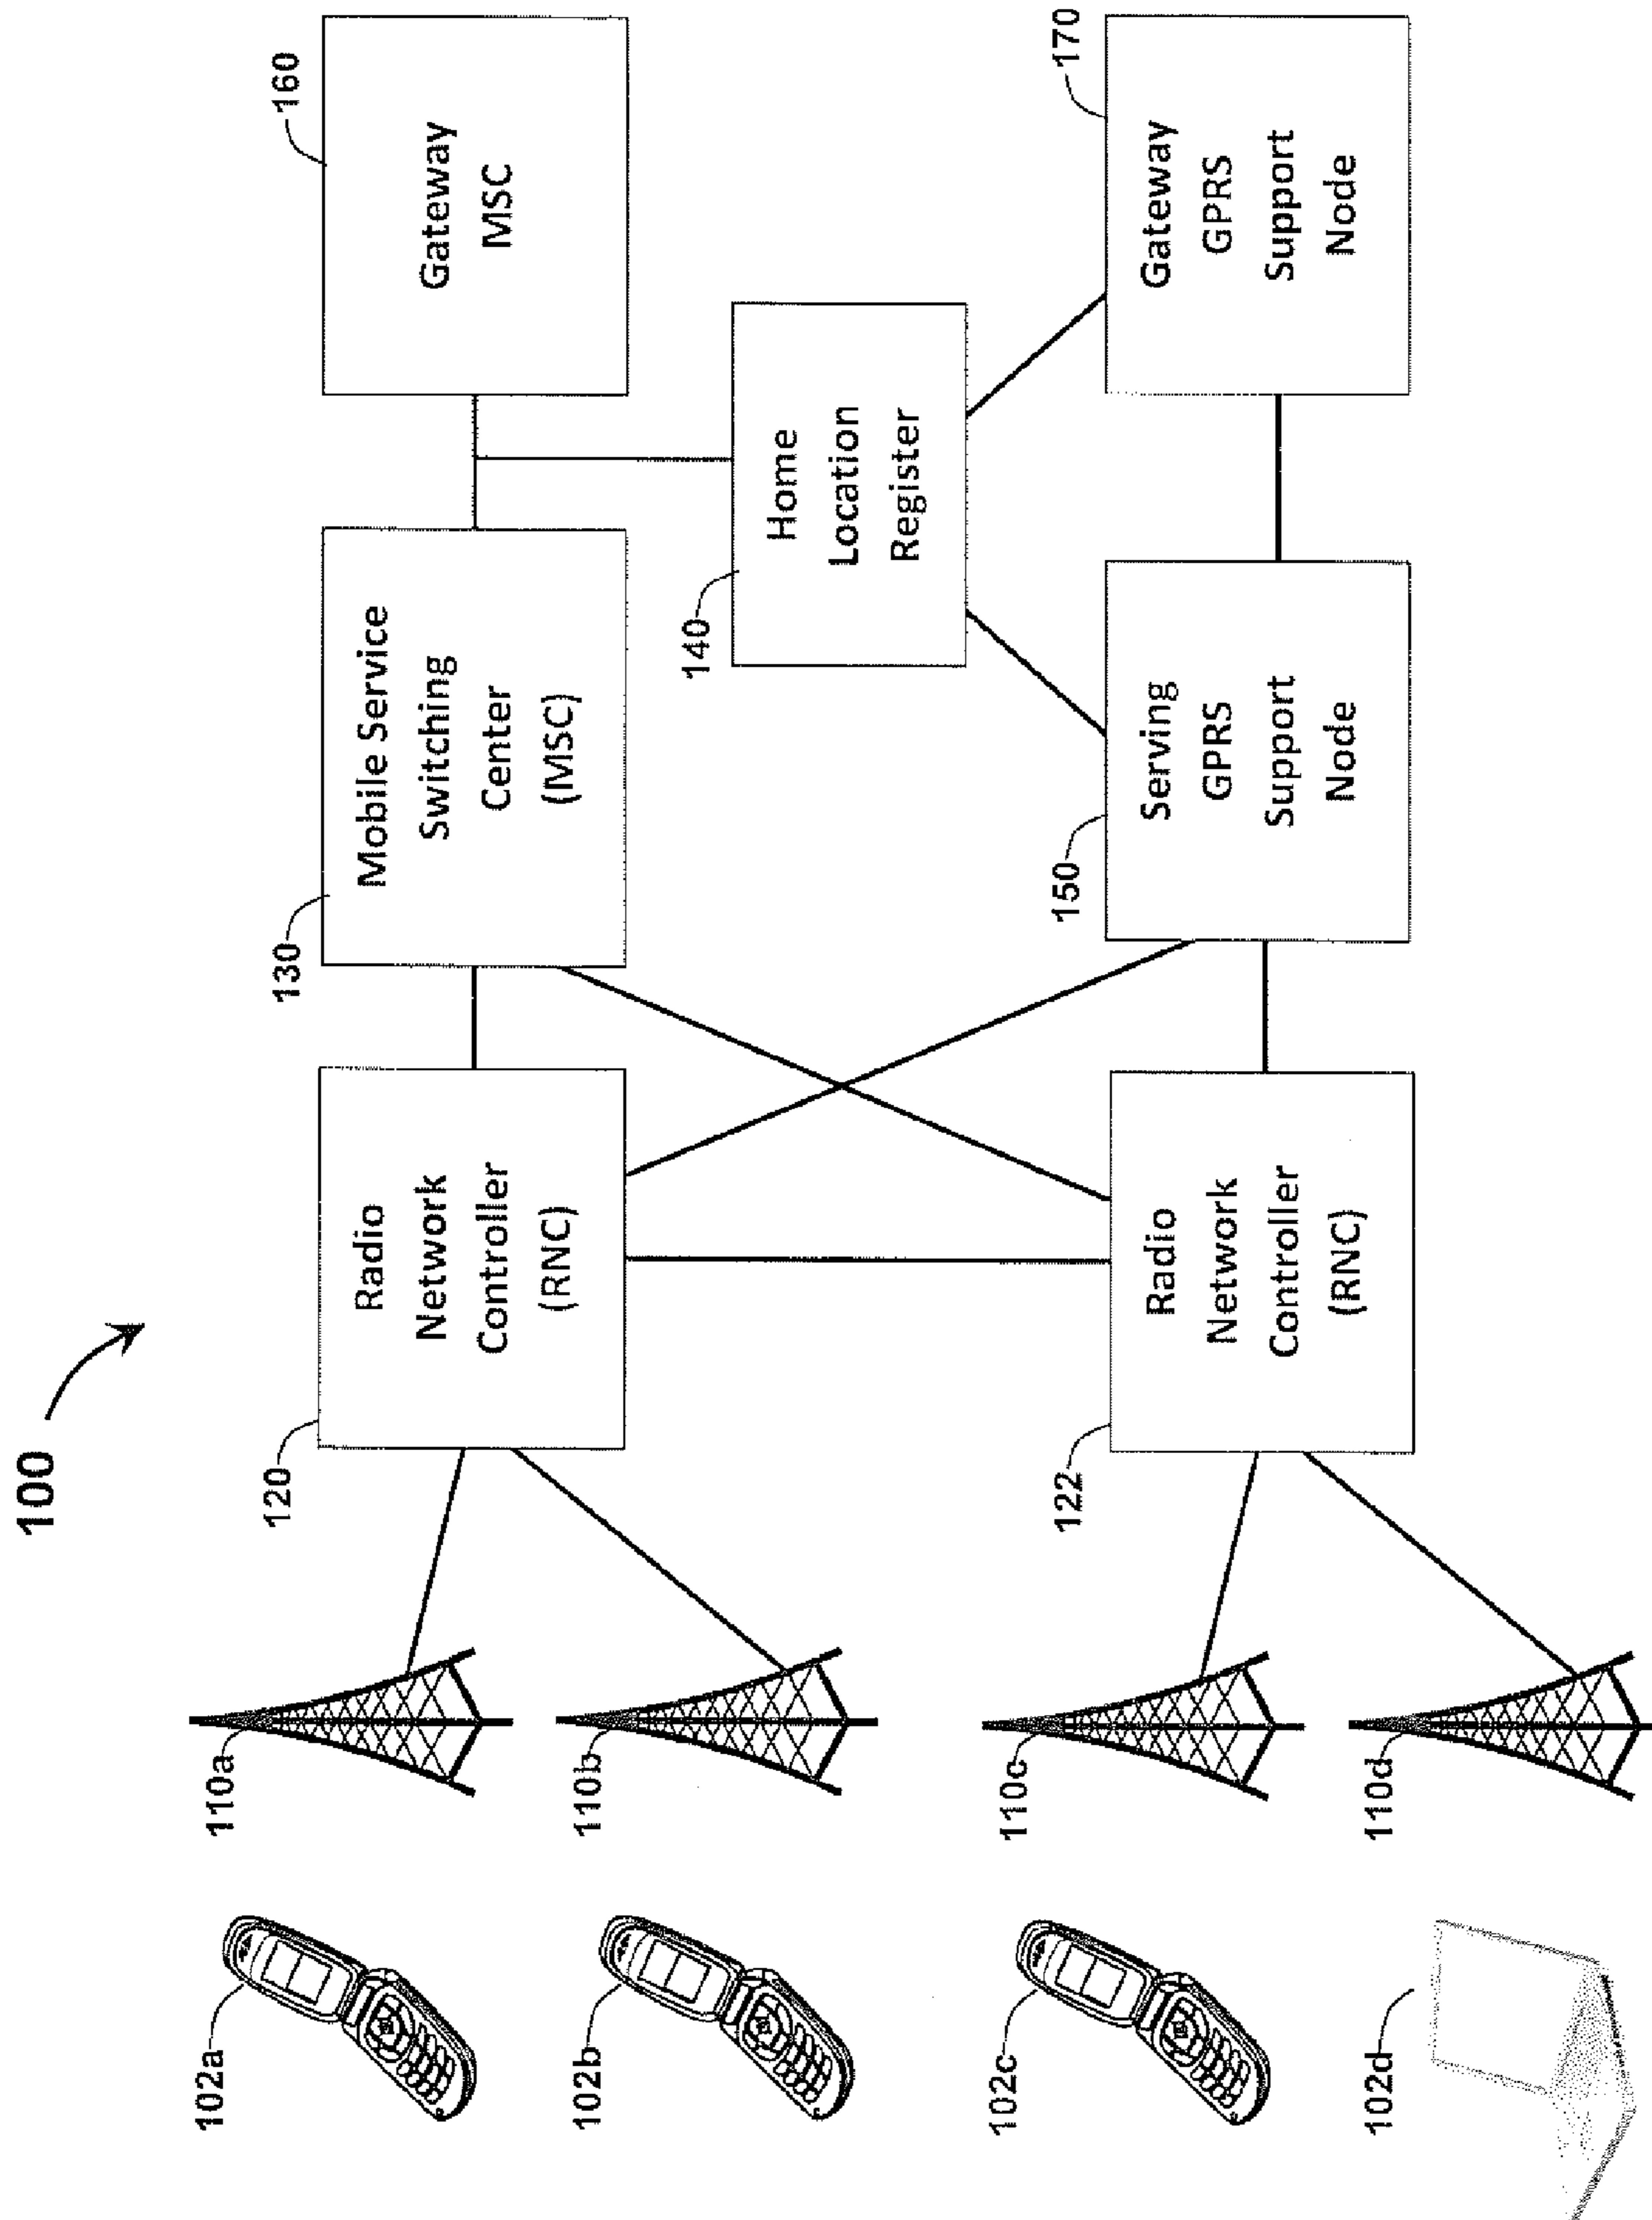 100
102a
110a
120
Radio
Network
Controller
(RNC)
130
Mobile Service
Switching
Center
(MSC)
160
Gateway
MSC
102b
110b
140
Home
Location
Register
102c
110c
122
Radio
Network
Controller
(RNC)
150
Serving
GPRS
Support
Node
170
Gateway
GPRS
Support
Node
102d
110d